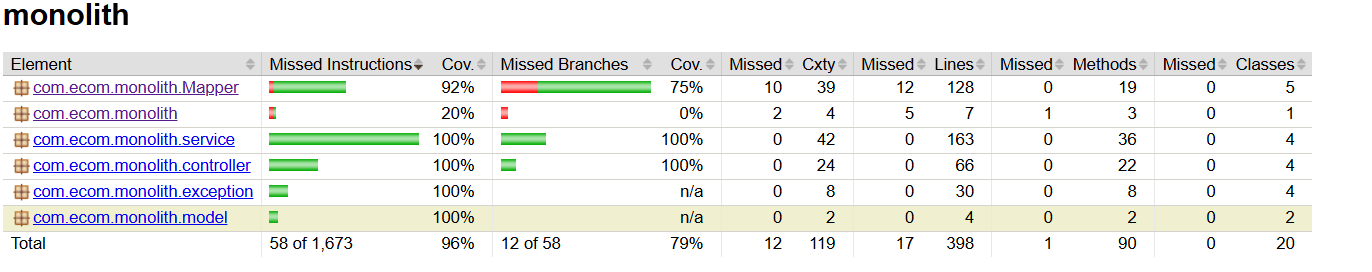 monolith
Element Missed Instructions Cov. Missed Branches Cov. Missed Cxty Missed Lines Missed Methods Missed Classes
com.ecom.monolith.Mapper 92% 75% 10 39 12 128 0 19 0 5
com.ecom.monolith 20% 0% 2 4 5 7 1 3 0 1
com.ecom.monolith.service 100% 100% 0 42 0 163 0 36 0 4
com.ecom.monolith.controller 100% 100% 0 24 0 66 0 22 0 4
com.ecom.monolith.exception 100% n/a 0 8 0 30 0 8 0 4
com.ecom.monolith.model 100% n/a 0 2 0 4 0 2 0 2
Total 58 of 1,673 96% 12 of 58 79% 12 119 17 398 1 90 0 20